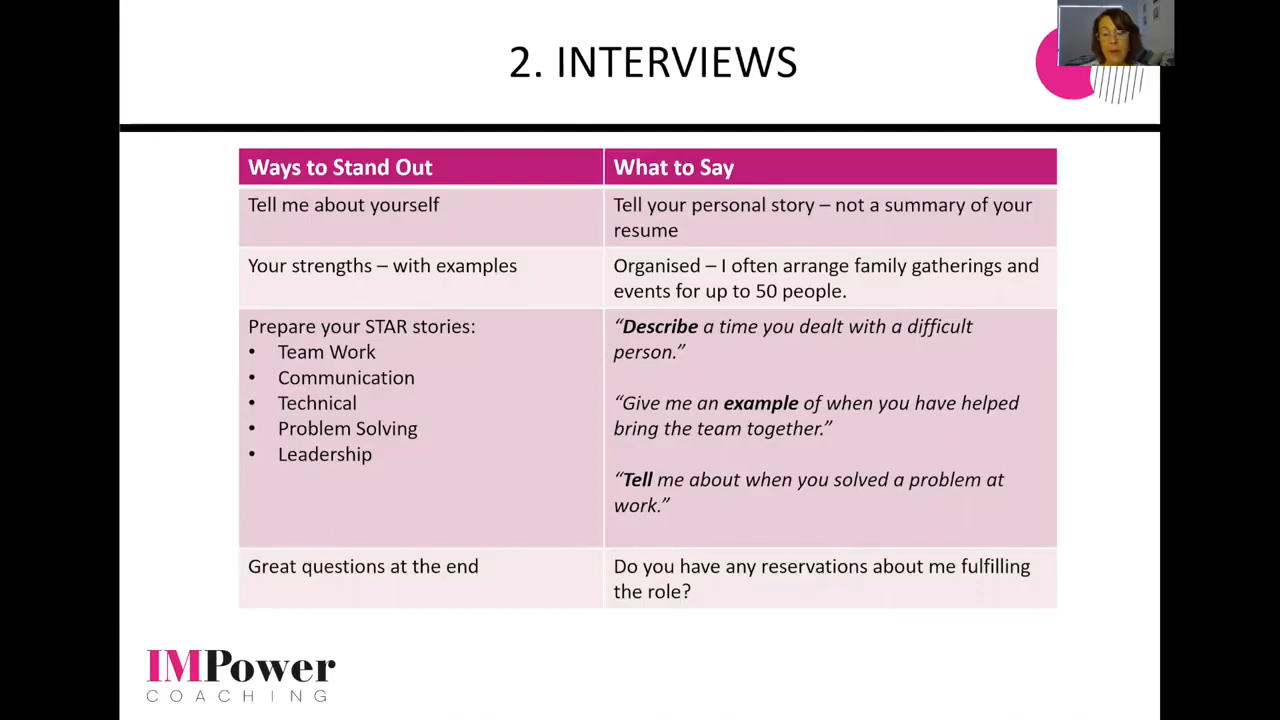 2. INTERVIEWS
Ways to Stand Out
What to Say
Tell me about yourself
Tell your personal story – not a summary of your
resume
Your strengths – with examples
Organised – I often arrange family gatherings and
events for up to 50 people.
Prepare your STAR stories:
• Team Work
• Communication
• Technical
• Problem Solving
• Leadership
“Describe a time you dealt with a difficult
person.”
“Give me an example of when you have helped
bring the team together.”
“Tell me about when you solved a problem at
work.”
Great questions at the end
Do you have any reservations about me fulfilling
the role?
IMPower
COACHING